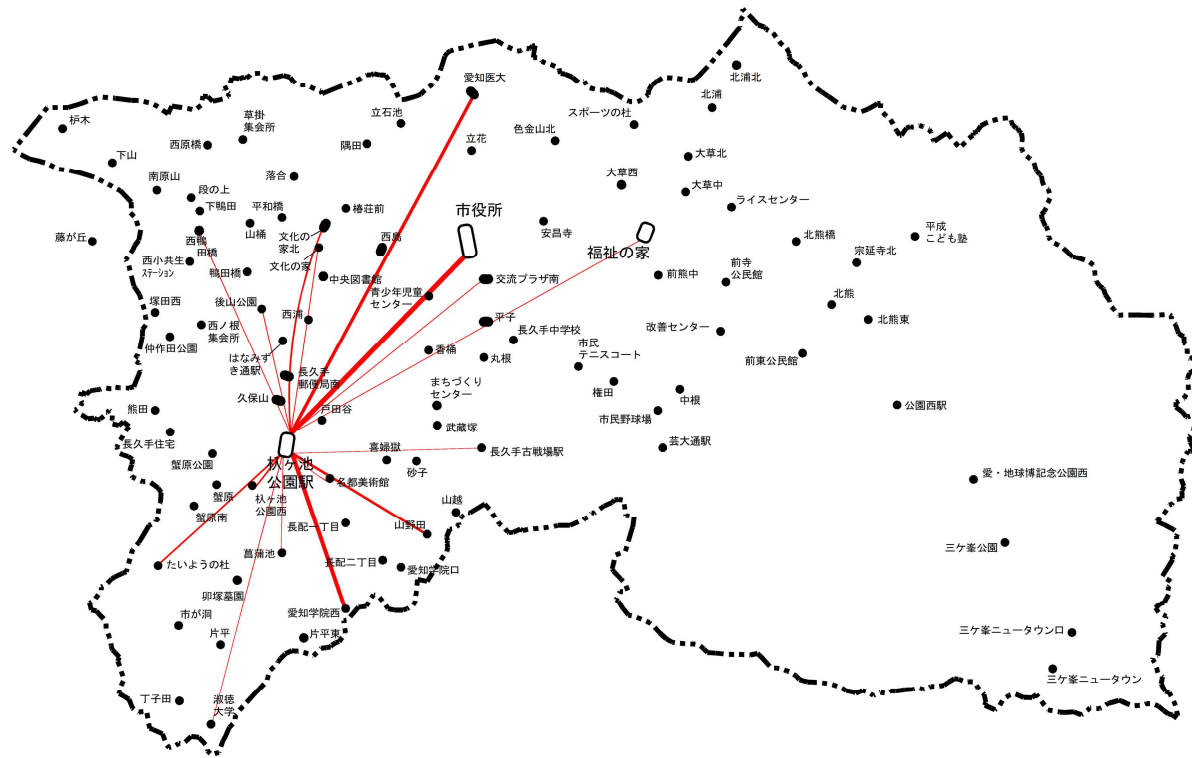 北浦北
愛知医大
北浦
立石池
スポーツの杜
枦木
草掛
集会所
色金山北
西原橋
隅田
立花
下山
大草北
落合
大草西
南原山
段の上
大草中
下鴨田
平和橋
椿荘前
市役所
ライスセンター
西鴨
田橋
山桶
文化の
家北
西島
安昌寺
藤が丘
北熊橋
平成
こども塾
福祉の家
宗延寺北
文化の家
西小共生
ステーション
鴨田橋
中央図書館
交流プラザ南
前熊中
前寺
公民館
青少年児童
センター
塚田西
後山公園
西浦
北熊
平子
北熊東
西ノ根
集会所
長久手中学校
改善センター
仲作田公園
はなみず
き通駅
香桶
丸根
市民
テニスコート
前東公民館
長久手
郵便局南
まちづくり
センター
権田
中根
久保山
熊田
戸田谷
市民野球場
公園西駅
武蔵塚
長久手住宅
喜婦嶽
長久手古戦場駅
芸大通駅
蟹原公園
杁ヶ池
公園駅
砂子
愛・地球博記念公園西
名都美術館
蟹原
杁ヶ池
公園西
山越
蟹原南
長配一丁目
山野田
菖蒲池
三ケ峯公園
たいようの杜
長配二丁目
愛知学院口
卯塚墓園
愛知学院西
市が洞
片平
片平東
三ケ峯ニュータウン口
三ケ峯ニュータウン
丁子田
淑徳
大学